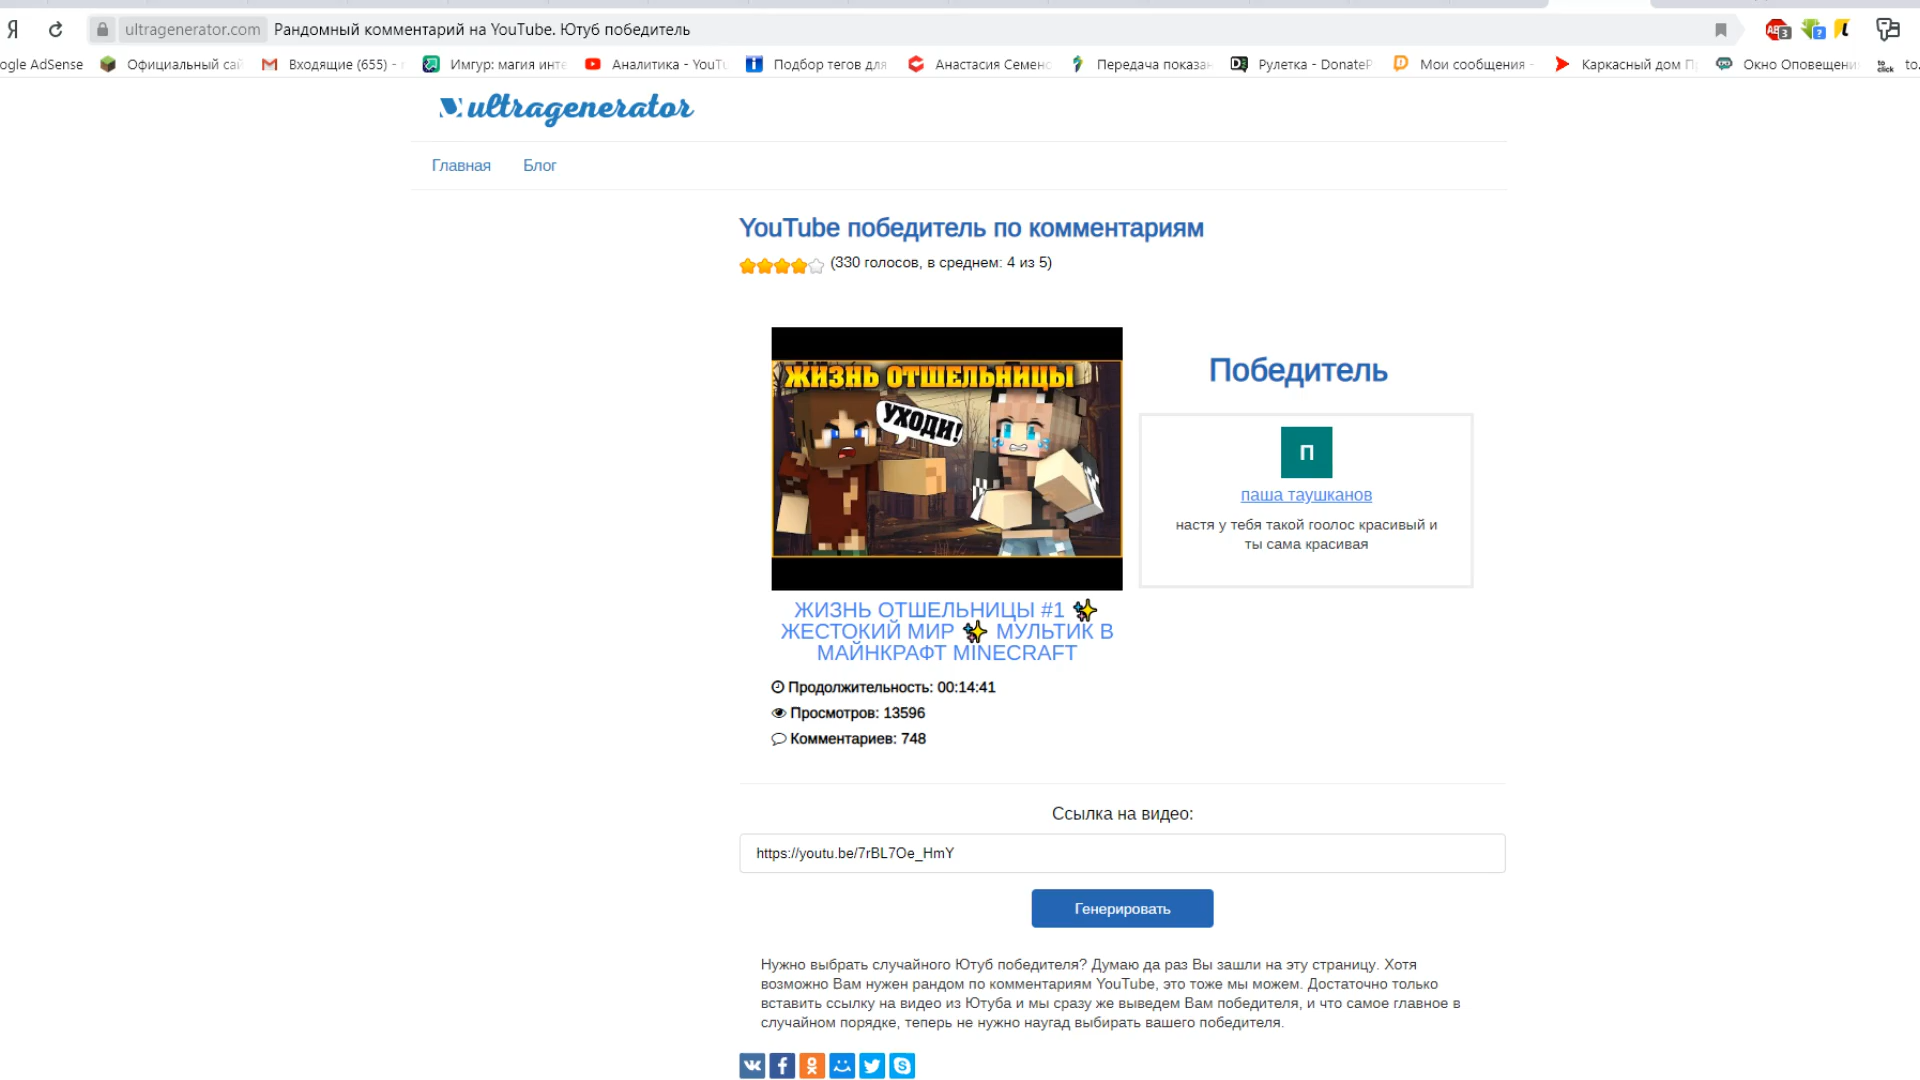 Я ultragenerator.com Рандомный комментарий на YouTube. Ютуб победитель
ogle AdSense Официальный сай Входящие (655) - Имгур: магия инте Аналитика - YouTu Подбор тегов для Анастасия Семено Передача показан Рулетка - DonateP Мои сообщения - Каркасный дом П Окно Оповещени to.
ultragenerator
Главная Блог
YouTube победитель по комментариям
(330 голосов, в среднем: 4 из 5)
ЖИЗНЬ ОТШЕЛЬНИЦЫ
УХОДИ!
Победитель
П
паша таушканов
настя у тебя такой гоолос красивый и
ты сама красивая
ЖИЗНЬ ОТШЕЛЬНИЦЫ #1 ✨
ЖЕСТОКИЙ МИР ✨ МУЛЬТИК В
МАЙНКРАФТ MINECRAFT
Продолжительность: 00:14:41
Просмотров: 13596
Комментариев: 748
Ссылка на видео:
https://youtu.be/7rBL7Oe_HmY
Генерировать
Нужно выбрать случайного Ютуб победителя? Думаю да раз Вы зашли на эту страницу. Хотя
возможно Вам нужен рандом по комментариям YouTube, это тоже мы можем. Достаточно только
вставить ссылку на видео из Ютуба и мы сразу же выведем Вам победителя, и что самое главное в
случайном порядке, теперь не нужно наугад выбирать вашего победителя.